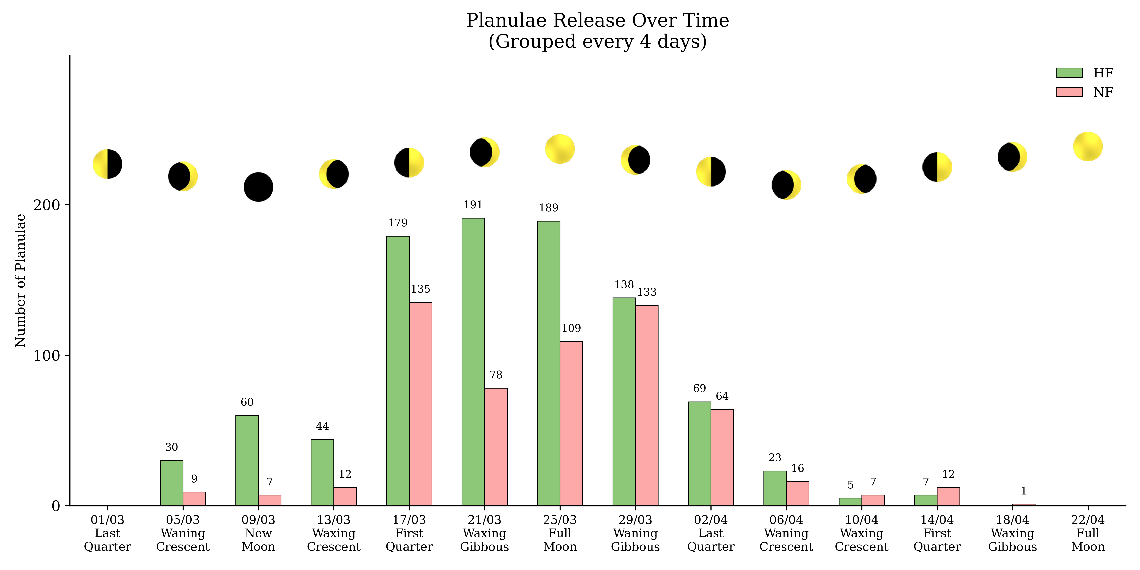 Planulae Release Over Time
(Grouped every 4 days)
HF
NF
Number of Planulae
200
100
0
30
9
60
7
44
12
179
135
191
78
189
109
138
133
69
64
23
16
5
7
7
12
1
01/03
Last
Quarter
05/03
Waning
Crescent
09/03
New
Moon
13/03
Waxing
Crescent
17/03
First
Quarter
21/03
Waxing
Gibbous
25/03
Full
Moon
29/03
Waning
Gibbous
02/04
Last
Quarter
06/04
Waning
Crescent
10/04
Waxing
Crescent
14/04
First
Quarter
18/04
Waxing
Gibbous
22/04
Full
Moon